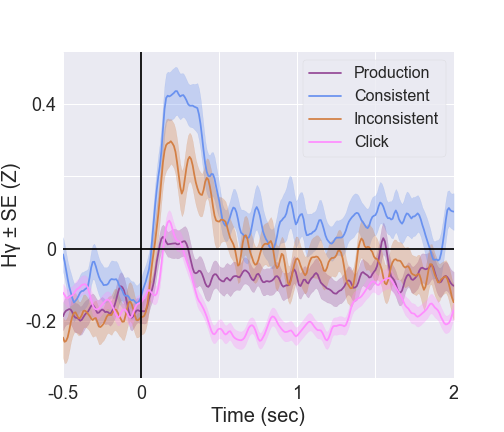 Production
Consistent
Inconsistent
Click
Hγ ± SE (Z)
0.4
0
-0.2
-0.5
0
1
2
Time (sec)